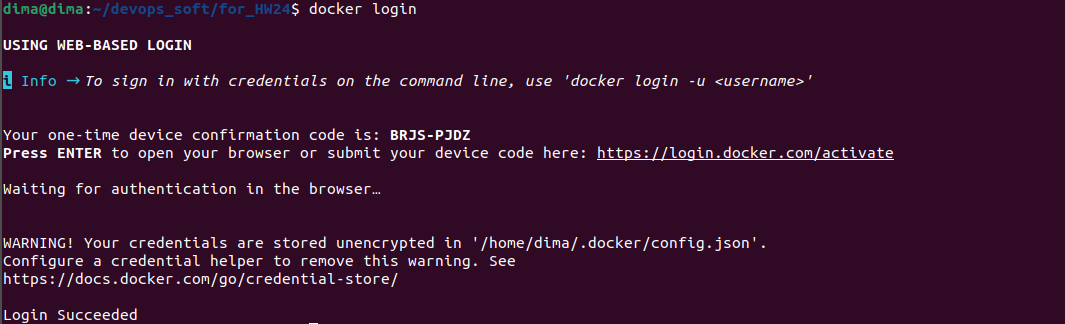 dima@dima:~/devops_soft/for_HW24$ docker login
USING WEB-BASED LOGIN
i Info → To sign in with credentials on the command line, use 'docker login -u <username>'
Your one-time device confirmation code is: BRJS-PJDZ
Press ENTER to open your browser or submit your device code here: https://login.docker.com/activate
Waiting for authentication in the browser…
WARNING! Your credentials are stored unencrypted in '/home/dima/.docker/config.json'.
Configure a credential helper to remove this warning. See
https://docs.docker.com/go/credential-store/
Login Succeeded